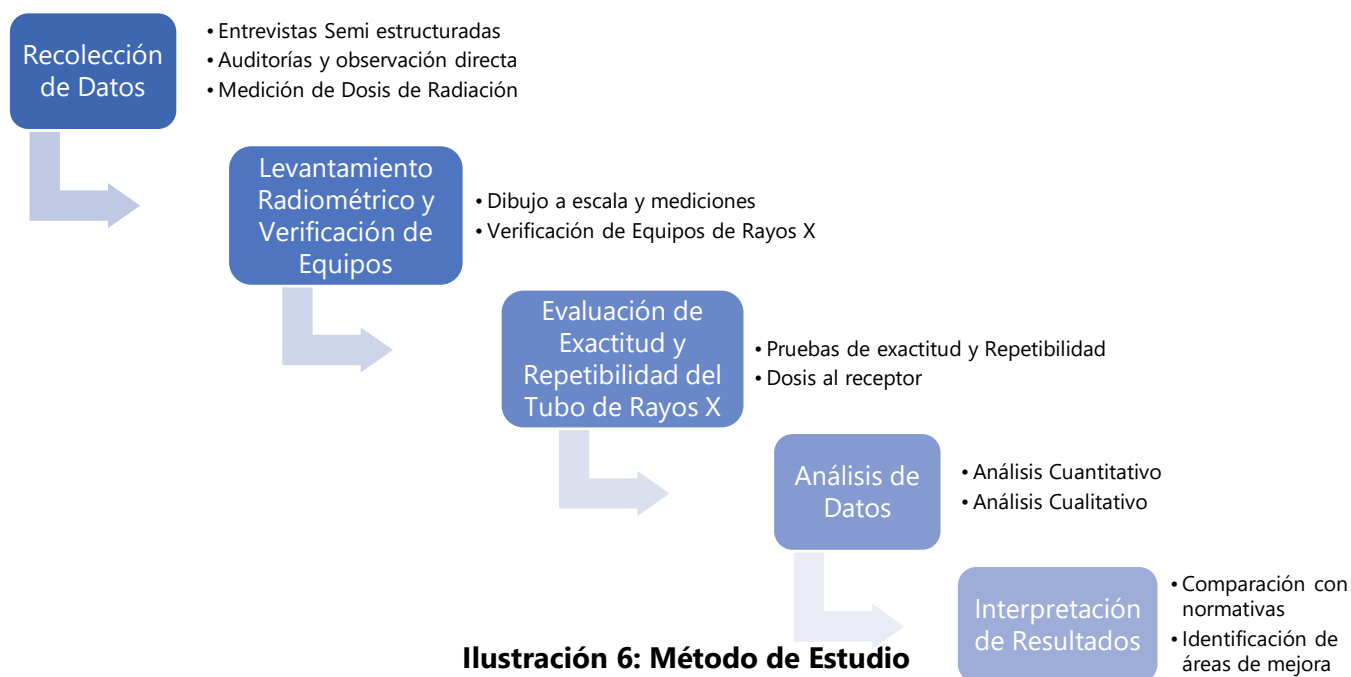 Recolección
de Datos
• Entrevistas Semi estructuradas
• Auditorías y observación directa
• Medición de Dosis de Radiación
Levantamiento
Radiométrico y
Verificación de
Equipos
• Dibujo a escala y mediciones
• Verificación de Equipos de Rayos X
Evaluación de
Exactitud y
Repetibilidad del
Tubo de Rayos X
• Pruebas de exactitud y Repetibilidad
• Dosis al receptor
Análisis de
Datos
• Análisis Cuantitativo
• Análisis Cualitativo
Interpretación
de Resultados
• Comparación con
normativas
• Identificación de
áreas de mejora
Ilustración 6: Método de Estudio